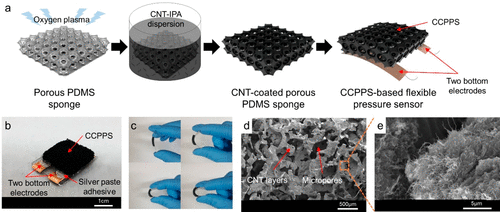 a
Oxygen plasma
CNT-IPA
dispersion
CCPPS
Two bottom
electrodes
Porous PDMS
sponge
CNT-coated porous
PDMS sponge
CCPPS-based flexible
pressure sensor
b
CCPPS
Two bottom
electrodes
Silver paste
adhesive
1cm
c
d
CNT layers
Micropores
500μm
e
5μm